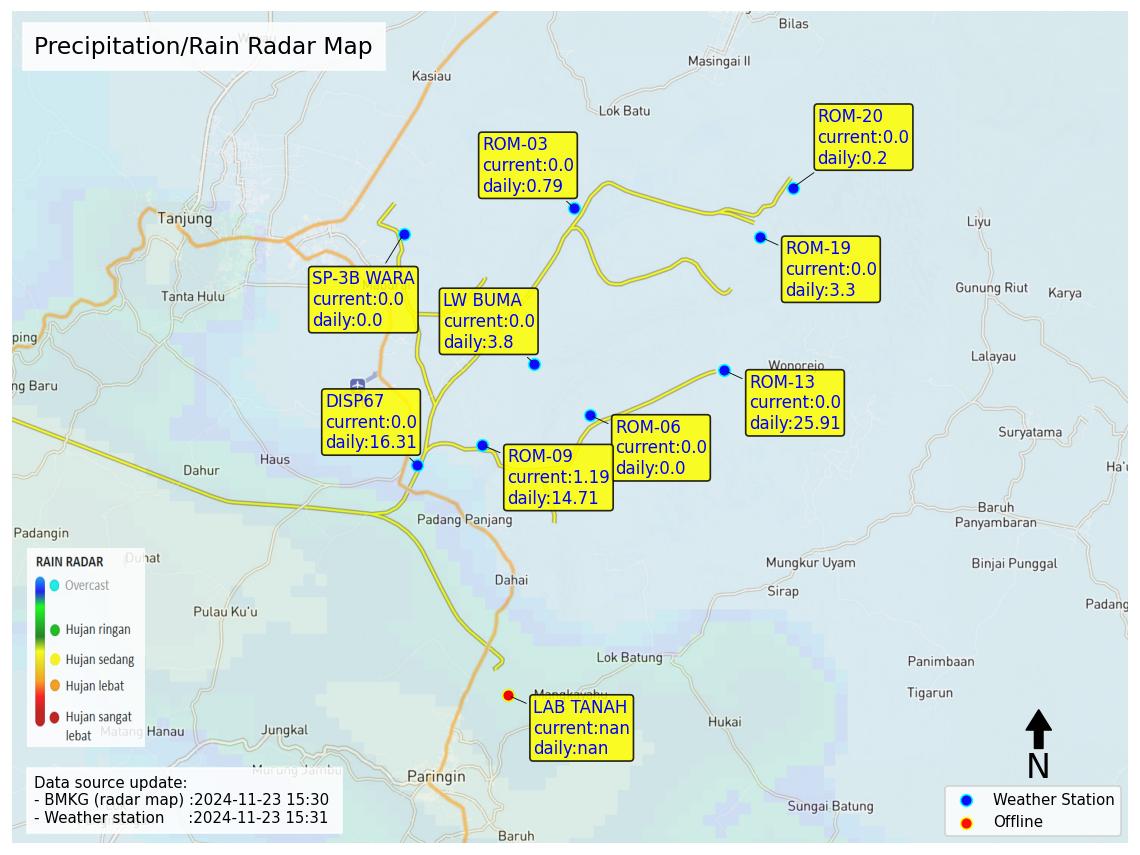 Precipitation/Rain Radar Map
Bilas
Masingai II
Kasiau
Lok Batu
ROM-20
current:0.0
daily:0.2
ROM-03
current:0.0
daily:0.79
Tanjung
Liyu
ROM-19
current:0.0
daily:3.3
SP-3B WARA
current:0.0
daily:0.0
Tanta Hulu
Gunung Riut
Karya
LW BUMA
current:0.0
daily:3.8
ping
Lalayau
Wonorejo
ng Baru
ROM-13
current:0.0
daily:25.91
DISP67
current:0.0
daily:16.31
ROM-06
current:0.0
daily:0.0
Suryatama
ROM-09
current:1.19
daily:14.71
Haus
Dahur
Ha'u
Baruh
Panyambaran
Padang Panjang
Padangin
Duhat
Mungkur Uyam
Binjai Punggal
Dahai
Sirap
Padang
Pulau Ku'u
RAIN RADAR
Overcast
Hujan ringan
Hujan sedang
Hujan lebat
Hujan sangat
lebat
Lok Batung
Panimbaan
Tigarun
Mangkayahu
LAB TANAH
current:nan
daily:nan
Hukai
Matang Hanau
Jungkal
Murung Jambu
Paringin
Sungai Batung
Baruh
Data source update:
- BMKG (radar map) :2024-11-23 15:30
- Weather station :2024-11-23 15:31
N
Weather Station
Offline